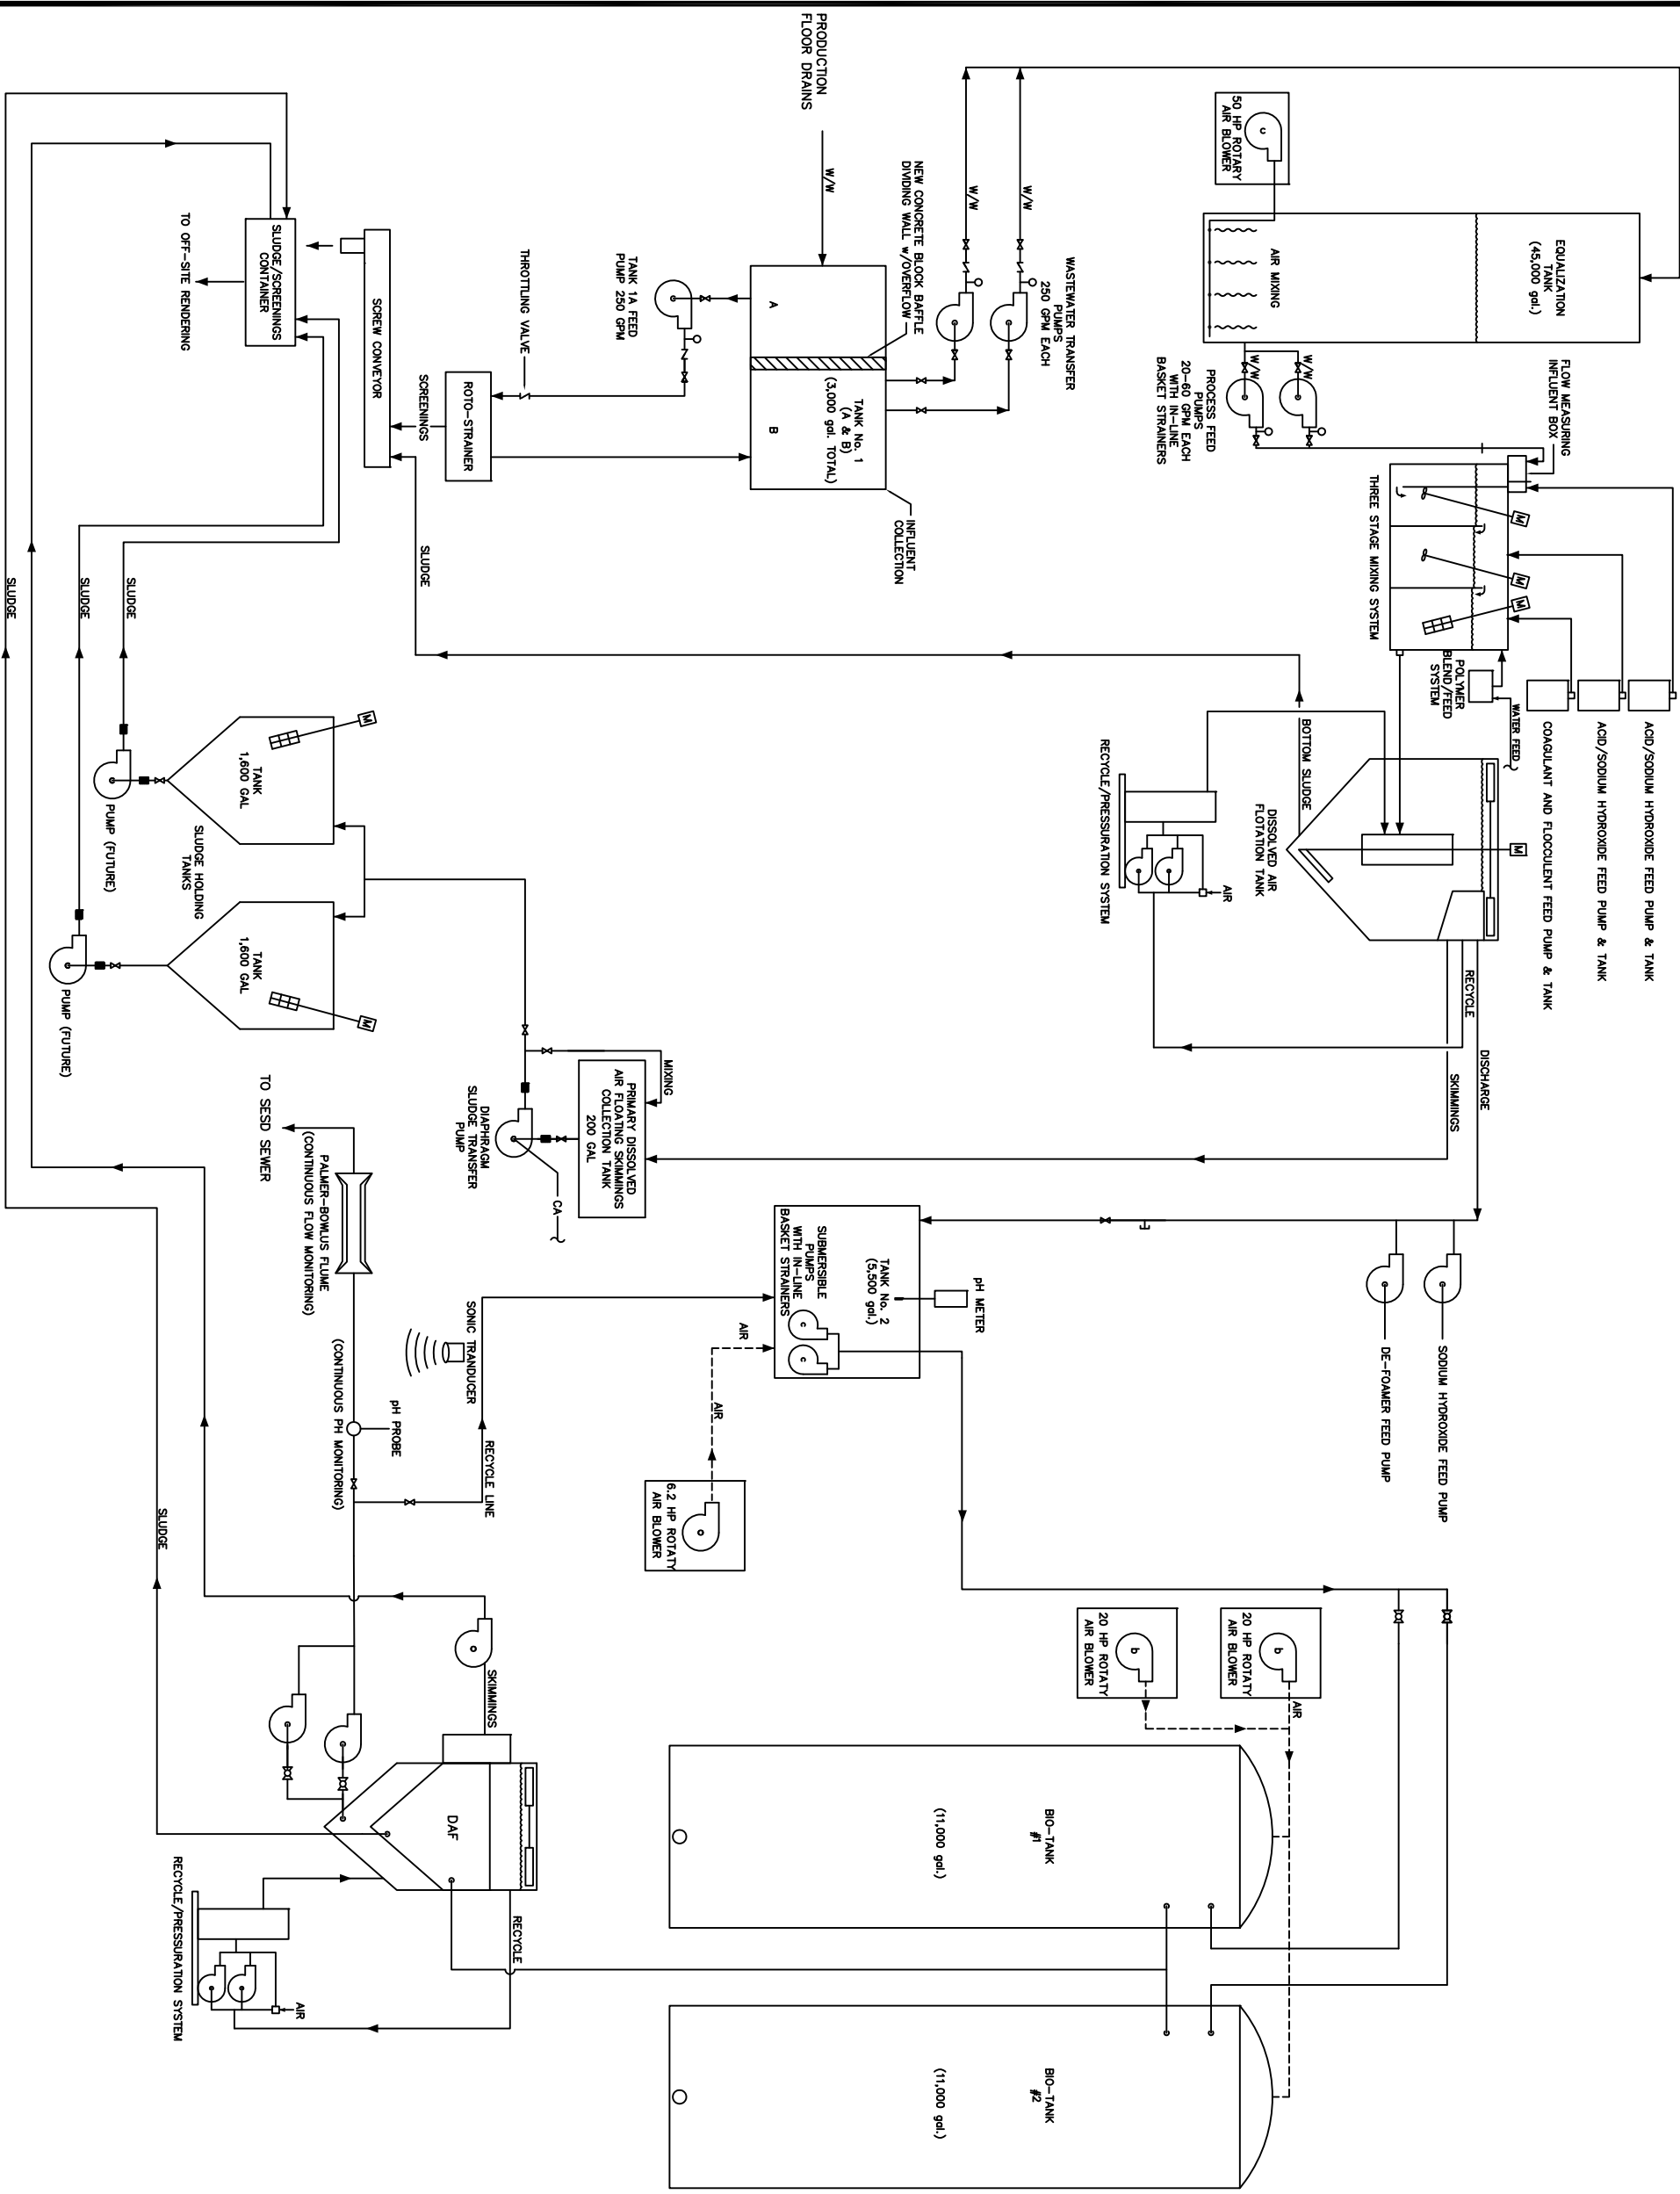 PRODUCTION
FLOOR DRAINS
W/W
W/W
W/W
NEW CONCRETE BLOCK BAFFLE
DIVIDING WALL w/OVERFLOW
WASTEWATER TRANSFER
PUMPS
250 GPM EACH
A
B
TANK No. 1
(A & B)
(3,000 gal. TOTAL)
INFLUENT
COLLECTION
TANK 1A FEED
PUMP 250 GPM
THROTTLING VALVE
ROTO-STRAINER
SCREENINGS
SCREW CONVEYOR
SLUDGE/SCREENINGS
CONTAINER
TO OFF-SITE RENDERING
50 HP ROTARY
AIR BLOWER
c
EQUALIZATION
TANK
(45,000 gal.)
AIR MIXING
W/W
W/W
PROCESS FEED
PUMPS
20-60 GPM EACH
WITH IN-LINE
BASKET STRAINERS
FLOW MEASURING
INFLUENT BOX
M
M
M
THREE STAGE MIXING SYSTEM
POLYMER
BLEND/FEED
SYSTEM
WATER FEED
ACID/SODIUM HYDROXIDE FEED PUMP & TANK
ACID/SODIUM HYDROXIDE FEED PUMP & TANK
COAGULANT AND FLOCCULENT FEED PUMP & TANK
BOTTOM SLUDGE
DISSOLVED AIR
FLOTATION TANK
M
RECYCLE/PRESSURATION SYSTEM
AIR
RECYCLE
DISCHARGE
SKIMMINGS
SLUDGE
SLUDGE
SLUDGE
SLUDGE
M
TANK
1,600 GAL
PUMP (FUTURE)
SLUDGE HOLDING
TANKS
TANK
1,600 GAL
M
PUMP (FUTURE)
MIXING
PRIMARY DISSOLVED
AIR FLOATING SKIMMINGS
COLLECTION TANK
200 GAL
DIAPHRAGM
SLUDGE TRANSFER
PUMP
CA
SODIUM HYDROXIDE FEED PUMP
DE-FOAMER FEED PUMP
pH METER
TANK No. 2
(5,500 gal.)
SUBMERSIBLE
PUMPS
WITH IN-LINE
BASKET STRAINERS
c
c
AIR
AIR
6.2 HP ROTATY
AIR BLOWER
TO SESD SEWER
PALMER-BOWLUS FLUME
(CONTINUOUS FLOW MONITORING)
SONIC TRANDUCER
pH PROBE
(CONTINUOUS PH MONITORING)
RECYCLE LINE
SLUDGE
20 HP ROTATY
AIR BLOWER
b
20 HP ROTATY
AIR BLOWER
b
AIR
SKIMMINGS
DAF
RECYCLE
RECYCLE/PRESSURATION SYSTEM
AIR
BIO-TANK
#1
(11,000 gal.)
BIO-TANK
#2
(11,000 gal.)